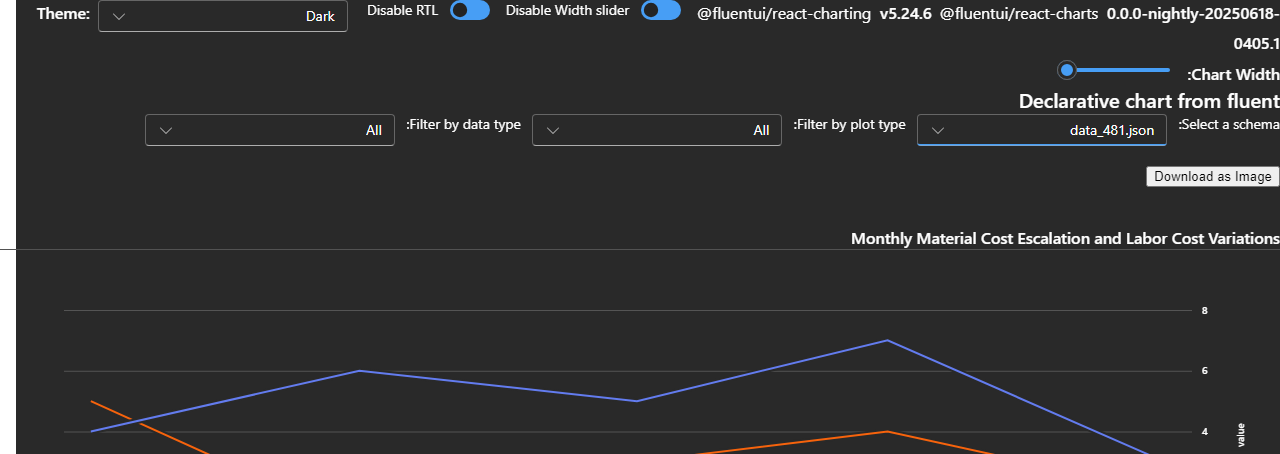 Theme: Dark Disable RTL Disable Width slider @fluentui/react-charting v5.24.6 @fluentui/react-charts 0.0.0-nightly-20250618-
0405.1
:Chart Width
Declarative chart from fluent
:Select a schema data_481.json :Filter by plot type All :Filter by data type All
Download as Image
Monthly Material Cost Escalation and Labor Cost Variations
8
6
4
value